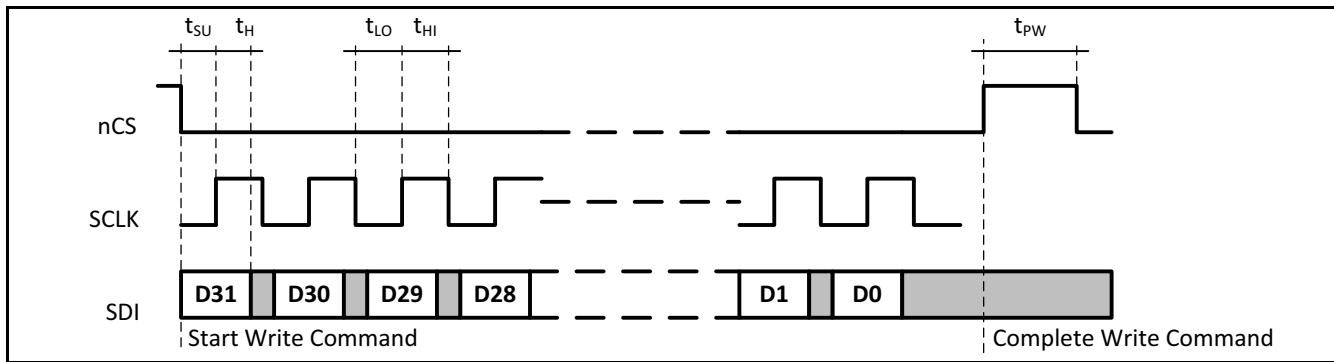 tSU tH tLO tHI tPW
nCS
SCLK
SDI D31 D30 D29 D28 D1 D0
Start Write Command Complete Write Command